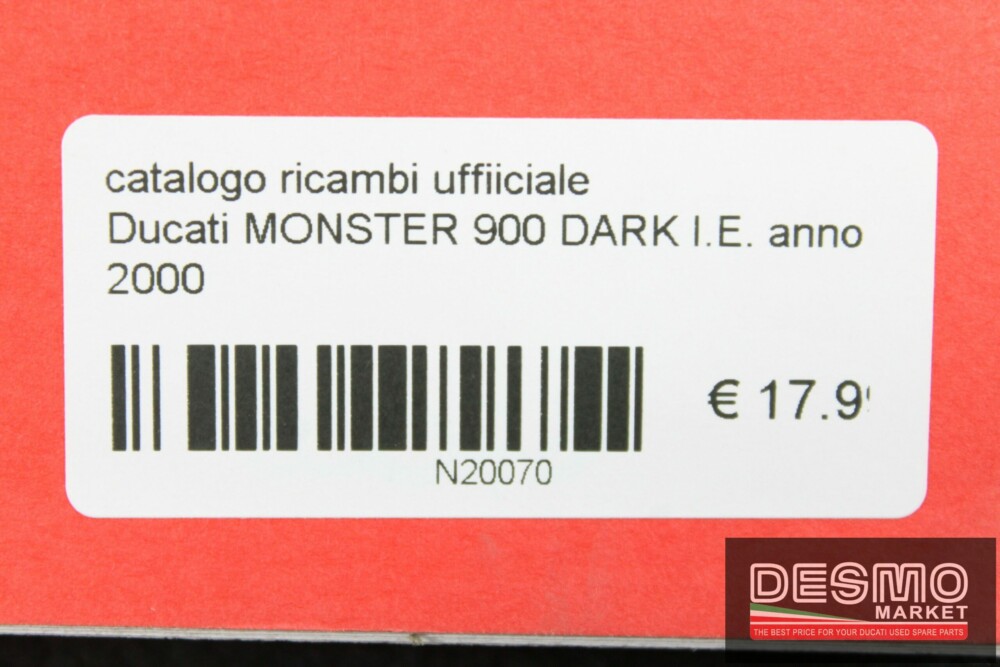 catalogo ricambi uffiiciale
Ducati MONSTER 900 DARK I.E. anno
2000
€ 17.9
N20070
DESMO
MARKET
THE BEST PRICE FOR YOUR DUCATI USED SPARE PARTS